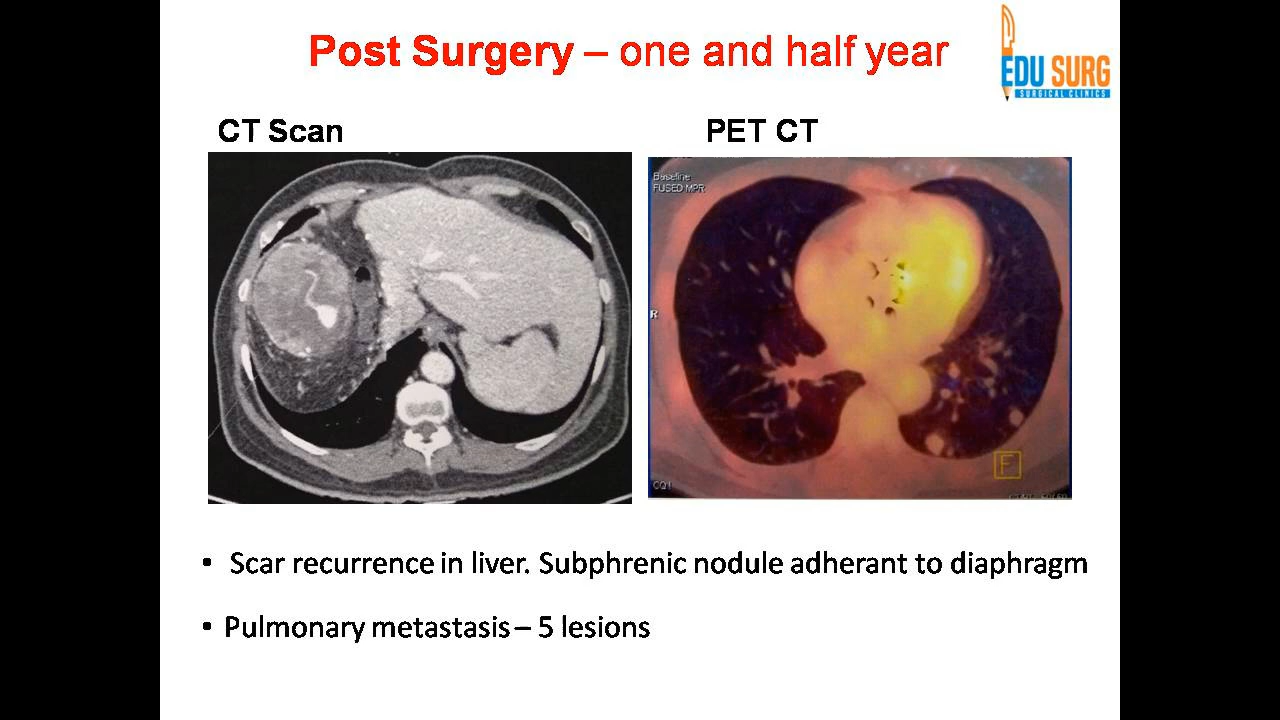 Post Surgery – one and half year
EDU SURG
SURGICAL CLINICS
CT Scan
PET CT
Baseline
FUSED MPR
R
F
CQ1
• Scar recurrence in liver. Subphrenic nodule adherant to diaphragm
• Pulmonary metastasis – 5 lesions